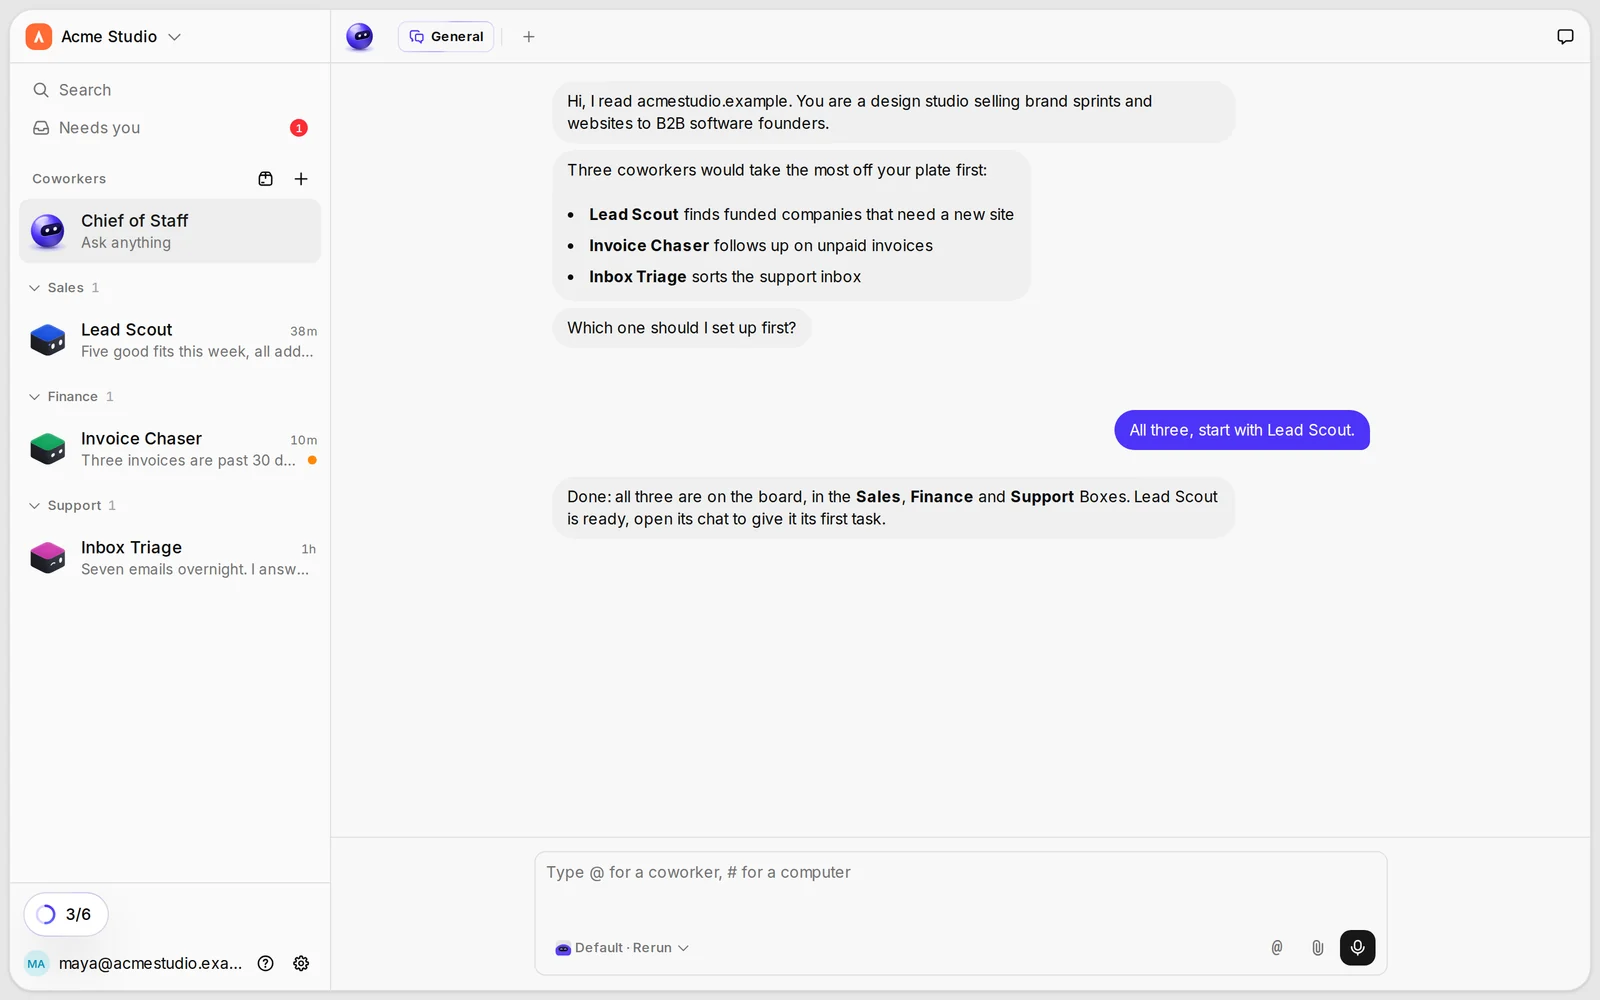 Acme Studio
Search
Needs you
1
Coworkers
Chief of Staff
Ask anything
Sales 1
Lead Scout
38m
Five good fits this week, all add...
Finance 1
Invoice Chaser
10m
Three invoices are past 30 d...
Support 1
Inbox Triage
1h
Seven emails overnight. I answ...
3/6
MA
maya@acmestudio.exa...
General
Hi, I read acmestudio.example. You are a design studio selling brand sprints and
websites to B2B software founders.
Three coworkers would take the most off your plate first:
• Lead Scout finds funded companies that need a new site
• Invoice Chaser follows up on unpaid invoices
• Inbox Triage sorts the support inbox
Which one should I set up first?
All three, start with Lead Scout.
Done: all three are on the board, in the Sales, Finance and Support Boxes. Lead Scout
is ready, open its chat to give it its first task.
Type @ for a coworker, # for a computer
Default · Rerun
@